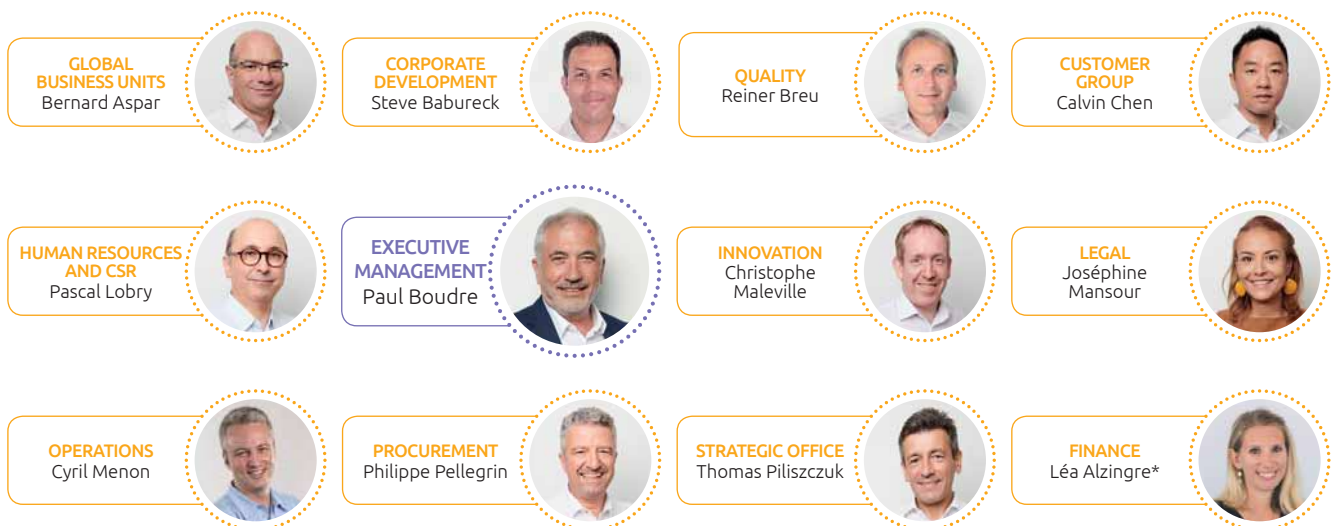 GLOBAL
BUSINESS UNITS
Bernard Aspar
CORPORATE
DEVELOPMENT
Steve Babureck
QUALITY
Reiner Breu
CUSTOMER
GROUP
Calvin Chen
HUMAN RESOURCES
AND CSR
Pascal Lobry
EXECUTIVE
MANAGEMENT
Paul Boudre
INNOVATION
Christophe
Maleville
LEGAL
Joséphine
Mansour
OPERATIONS
Cyril Menon
PROCUREMENT
Philippe Pellegrin
STRATEGIC OFFICE
Thomas Piliszczuk
FINANCE
Léa Alzingre*